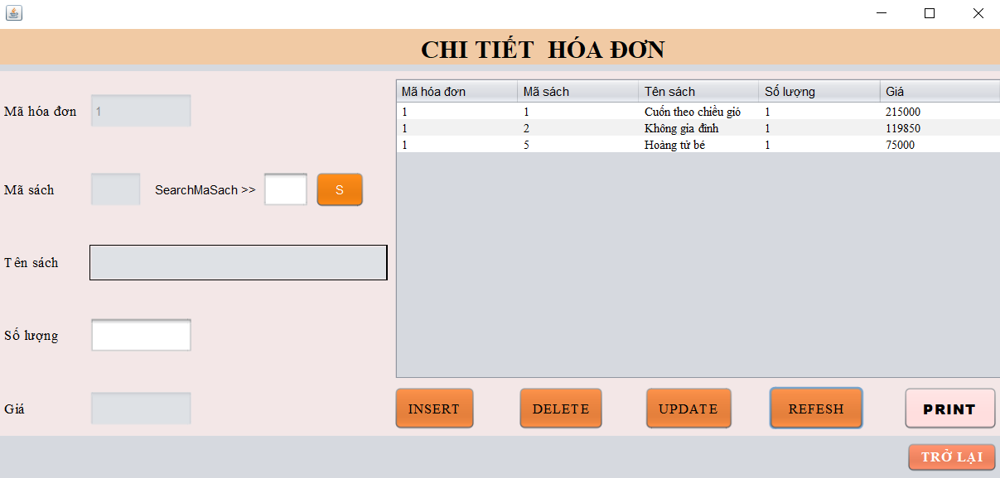 CHI TIẾT HÓA ĐƠN
Mã hóa đơn
1
Mã sách
SearchMaSach >>
S
Tên sách
Số lượng
Giá
Mã hóa đơn Mã sách Tên sách Số lượng Giá
1 1 Cuốn theo chiều gió 1 215000
1 2 Không gia đình 1 119850
1 5 Hoàng tử bé 1 75000
INSERT DELETE UPDATE REFESH PRINT
TRỞ LẠI